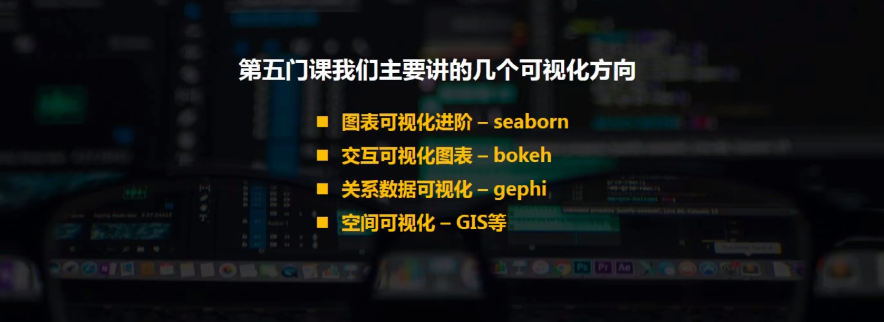 第五门课我们主要讲的几个可视化方向
■ 图表可视化进阶 – seaborn
■ 交互可视化图表 – bokeh
■ 关系数据可视化 – gephi
■ 空间可视化 – GIS等